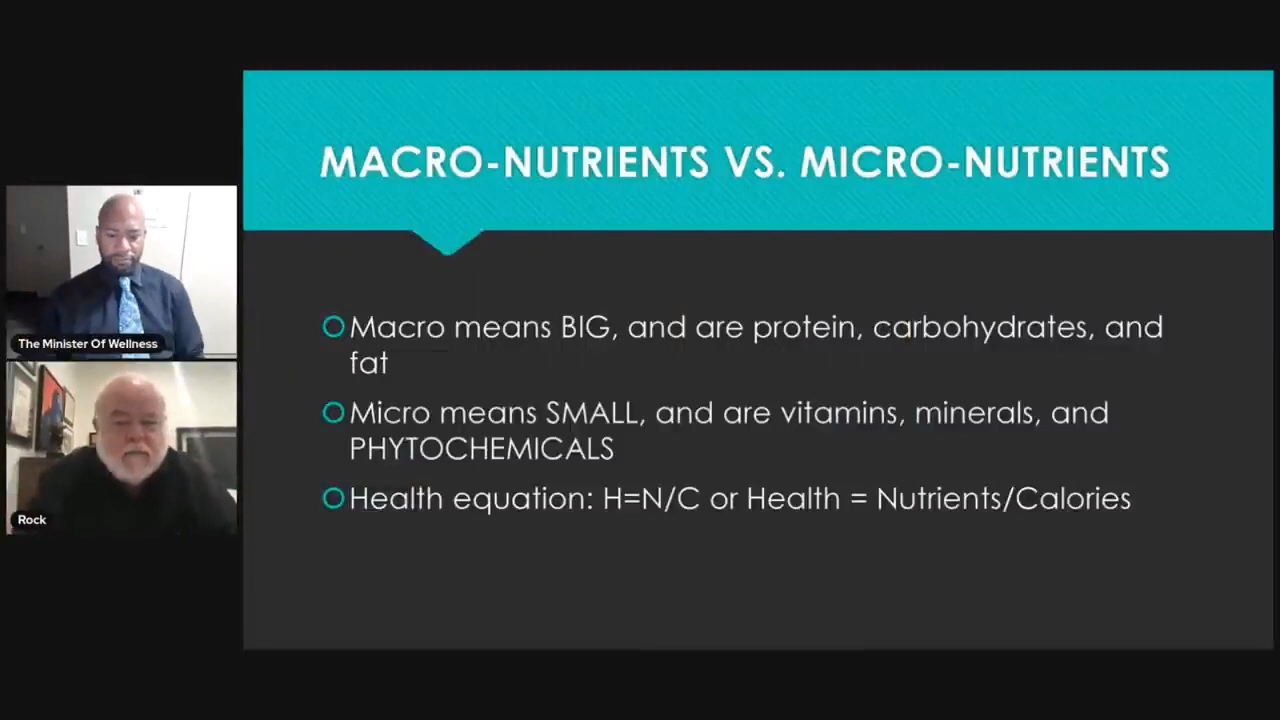 MACRO-NUTRIENTS VS. MICRO-NUTRIENTS
The Minister Of Wellness
Rock
Macro means BIG, and are protein, carbohydrates, and
fat
Micro means SMALL, and are vitamins, minerals, and
PHYTOCHEMICALS
Health equation: H=N/C or Health = Nutrients/Calories